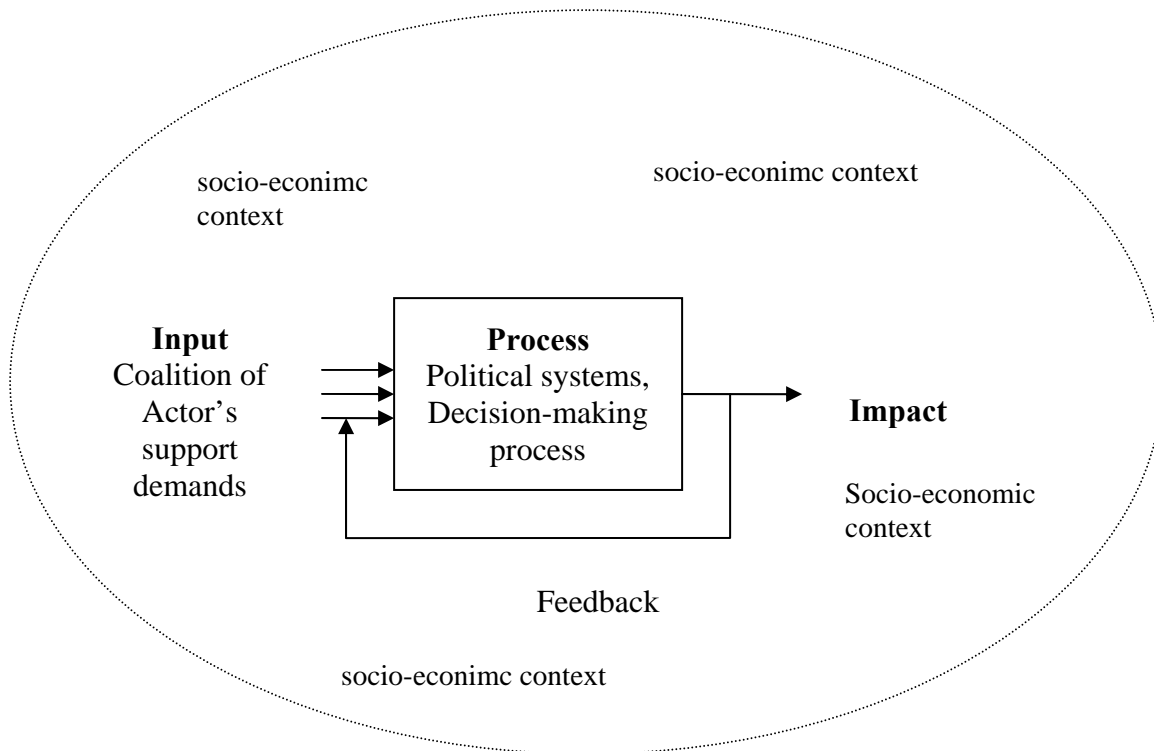 socio-econimc
context
socio-econimc context
Input
Coalition of
Actor’s
support
demands
Process
Political systems,
Decision-making
process
Impact
Socio-economic
context
Feedback
socio-econimc context